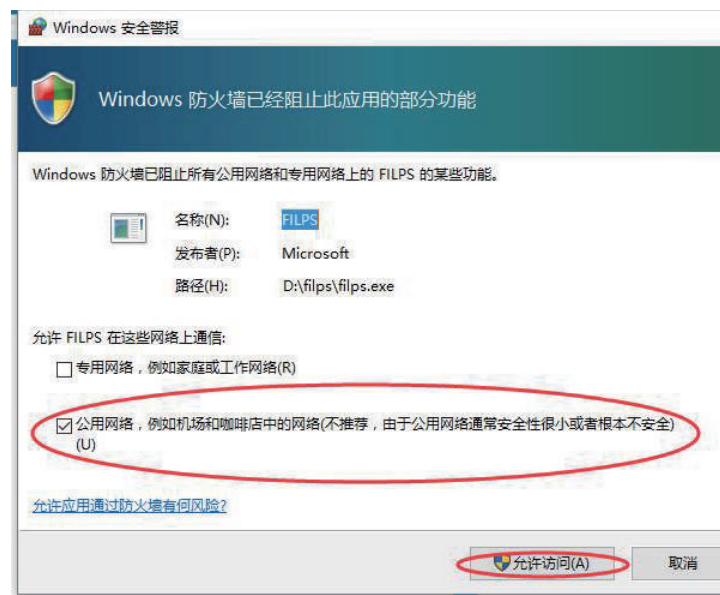 Windows 安全警报
Windows 防火墙已经阻止此应用的部分功能
Windows 防火墙已阻止所有公用网络和专用网络上的 FILPS 的某些功能。
名称(N): FILPS
发布者(P): Microsoft
路径(H): D:\filps\filps.exe
允许 FILPS 在这些网络上通信:
专用网络，例如家庭或工作网络(R)
公用网络，例如机场和咖啡店中的网络(不推荐，由于公用网络通常安全性很小或者根本不安全)
(U)
允许应用通过防火墙有何风险?
允许访问(A) 取消